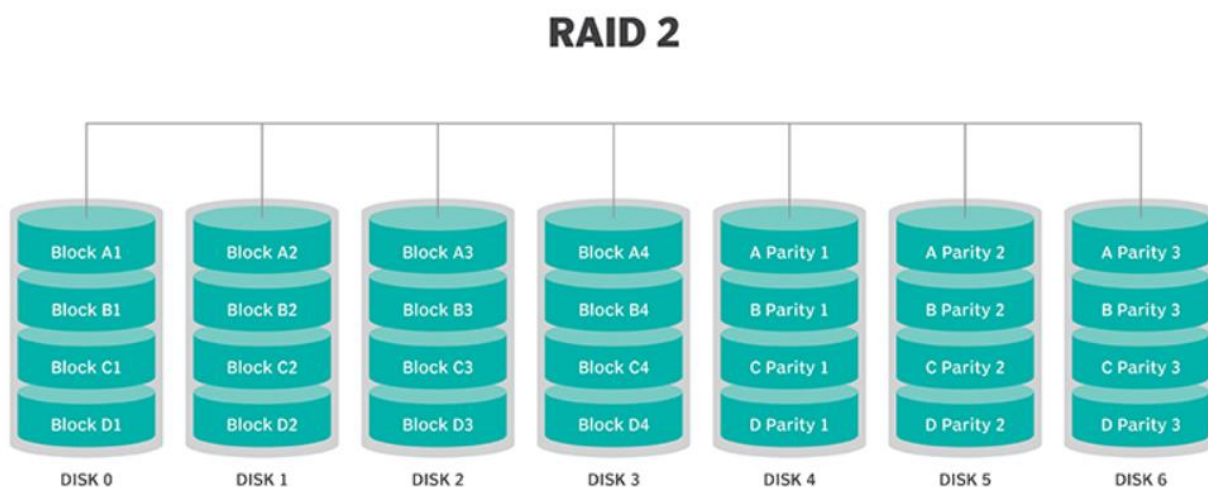 RAID 2
Block A1 Block A2 Block A3 Block A4 A Parity 1 A Parity 2 A Parity 3
Block B1 Block B2 Block B3 Block B4 B Parity 1 B Parity 2 B Parity 3
Block C1 Block C2 Block C3 Block C4 C Parity 1 C Parity 2 C Parity 3
Block D1 Block D2 Block D3 Block D4 D Parity 1 D Parity 2 D Parity 3
DISK 0 DISK 1 DISK 2 DISK 3 DISK 4 DISK 5 DISK 6